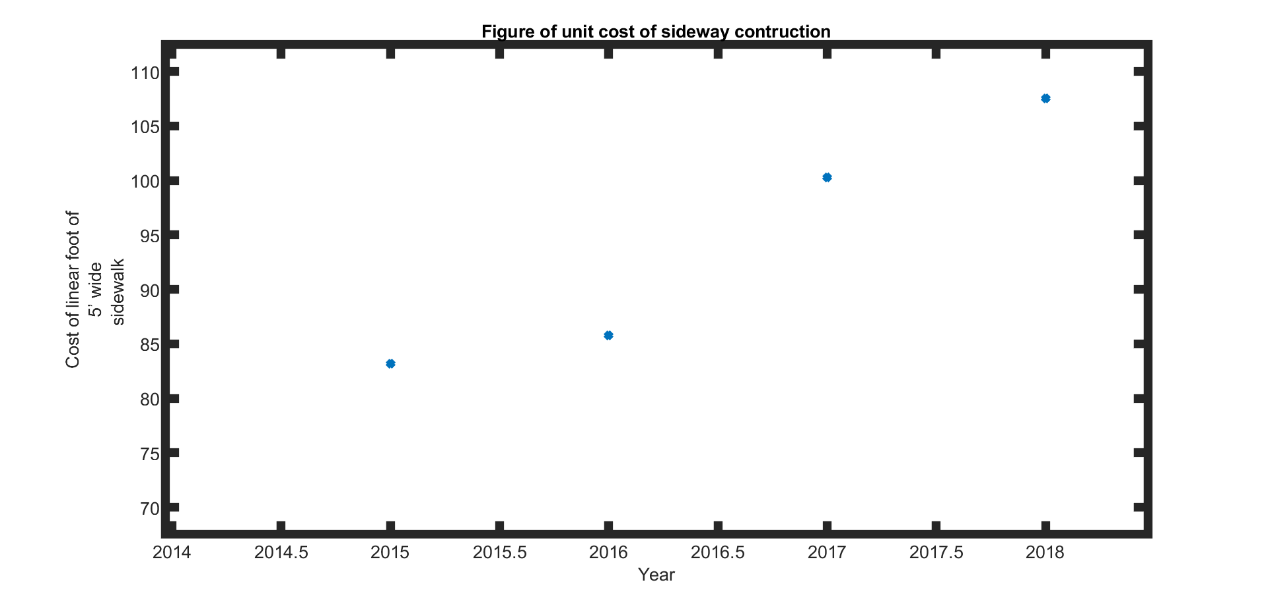 Figure of unit cost of sideway contruction
110
105
100
95
90
85
80
75
70
Cost of linear foot of
5' wide
sidewalk
2014 2014.5 2015 2015.5 2016 2016.5 2017 2017.5 2018
Year